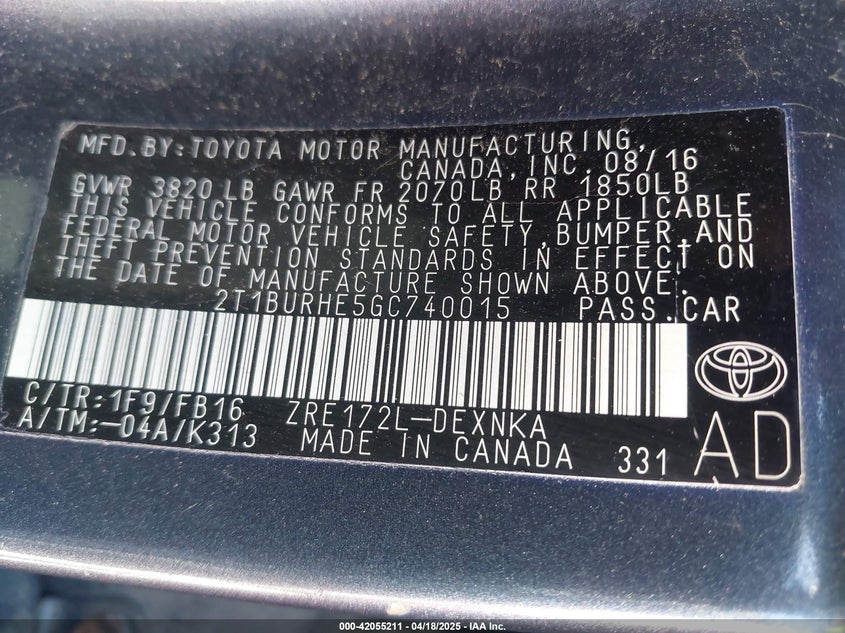 MFD. BY: TOYOTA MOTOR MANUFACTURING,
CANADA, INC. 08/16
GVWR 3820 LB GAWR FR 2070LB RR 1850LB
THIS VEHICLE CONFORMS TO ALL APPLICABLE
FEDERAL MOTOR VEHICLE SAFETY, BUMPER, AND
THEFT PREVENTION STANDARDS IN EFFECT ON
THE DATE OF MANUFACTURE SHOWN ABOVE.
2T1BURHE5GC740015 PASS. CAR
C/TR: 1F9/FB16 ZRE172L-DEXNKA
A/TM: -04A/K313 MADE IN CANADA 331 AD
000-42055211 - 04/18/2025 - IAA Inc.